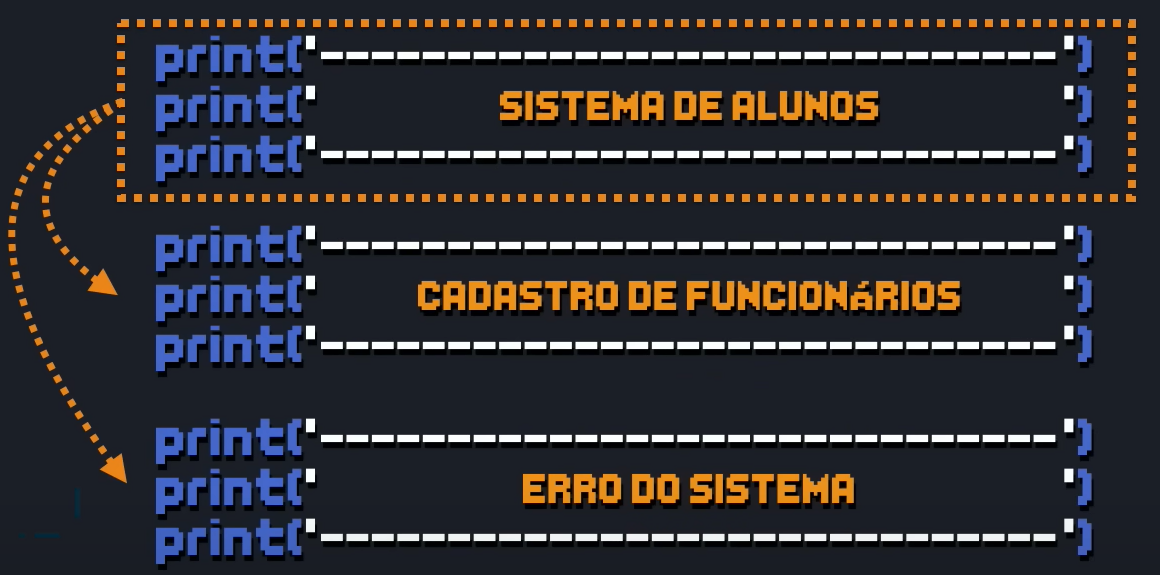 print('------------------------------')
print('          SISTEMA DE ALUNOS          ')
print('------------------------------')
print('------------------------------')
print('      CADASTRO DE FUNCIONáRIOS      ')
print('------------------------------')
print('------------------------------')
print('          ERRO DO SISTEMA          ')
print('------------------------------')